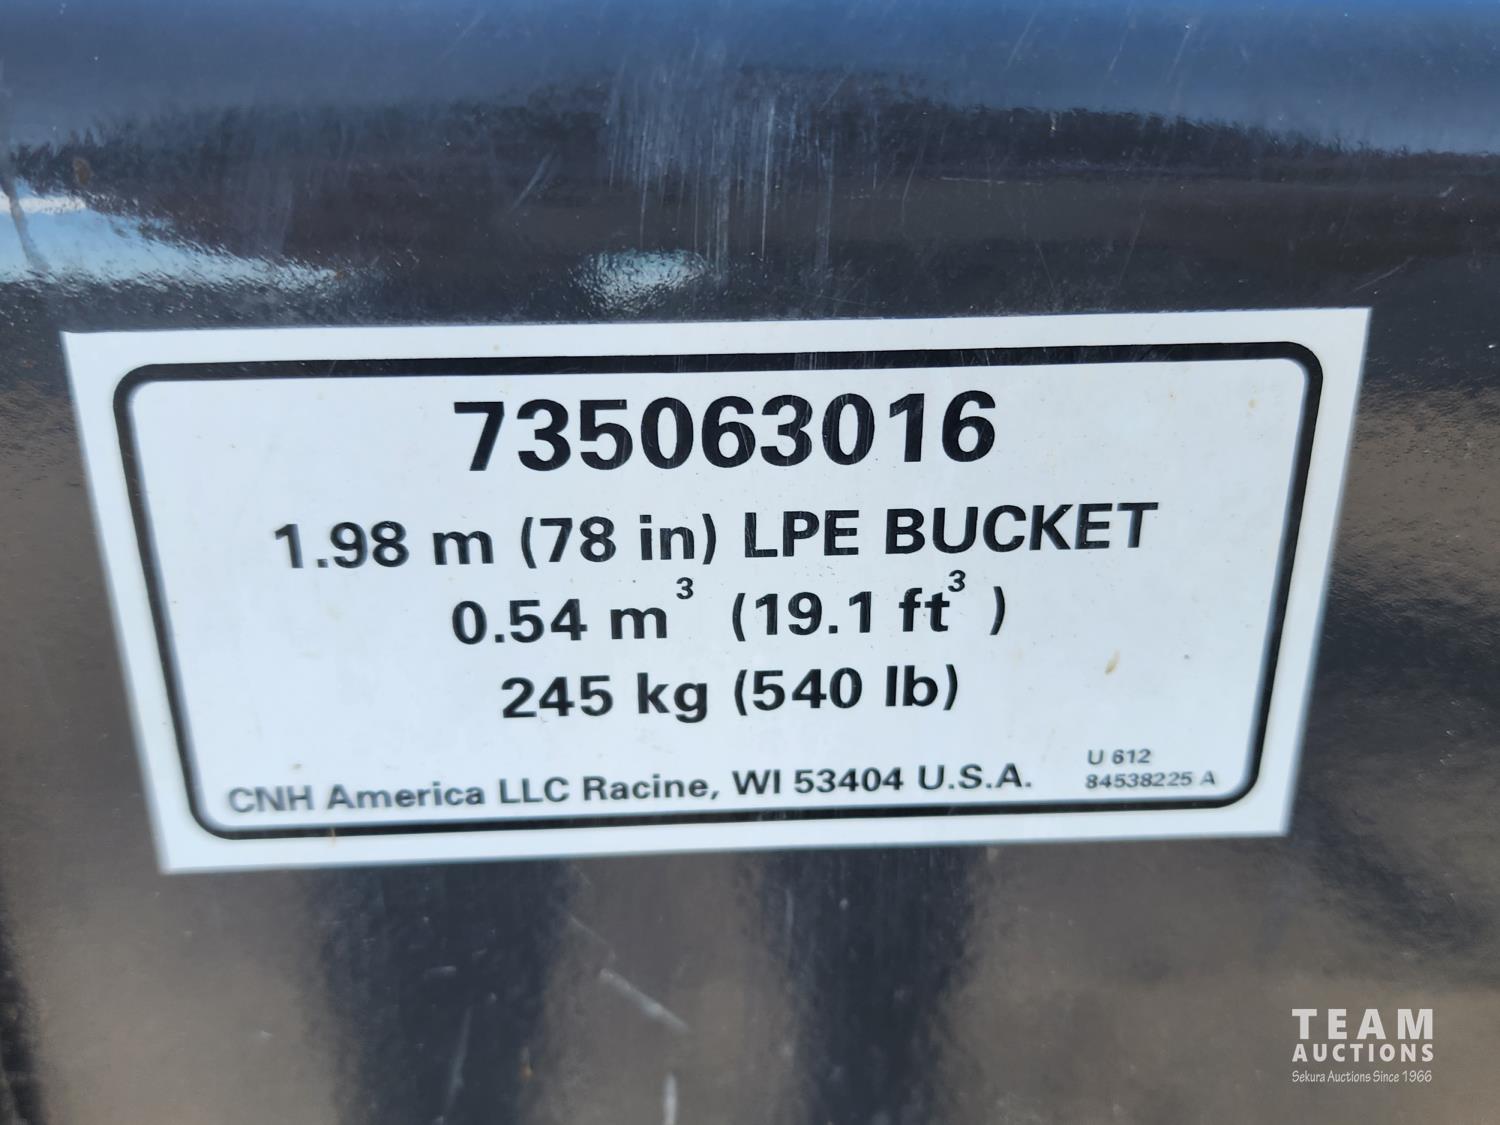 735063016
1.98 m (78 in) LPE BUCKET
0.54 m³ (19.1 ft³ )
245 kg (540 lb)
CNH America LLC Racine, WI 53404 U.S.A.
U 612
84538225 A
TEAM
AUCTIONS
Sekura Auctions Since 1966